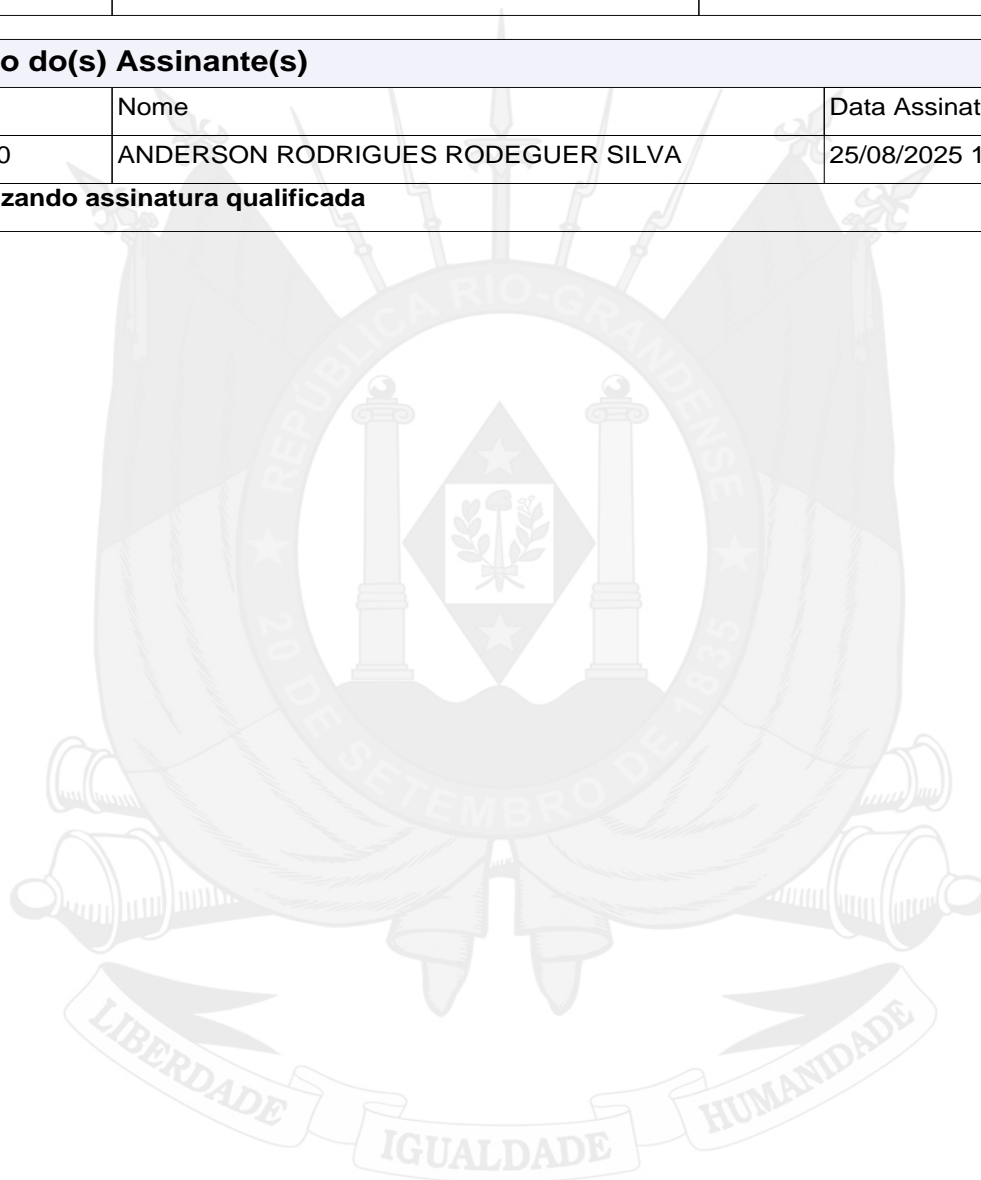 o do(s) Assinante(s)
Nome Data Assinat
0 ANDERSON RODRIGUES RODEGUER SILVA 25/08/2025 1
zando assinatura qualificada
REPÚBLICA RIO-GRANDENSE
20 DE SETEMBRO DE 1835
LIBERDADE IGUALDADE HUMANIDADE